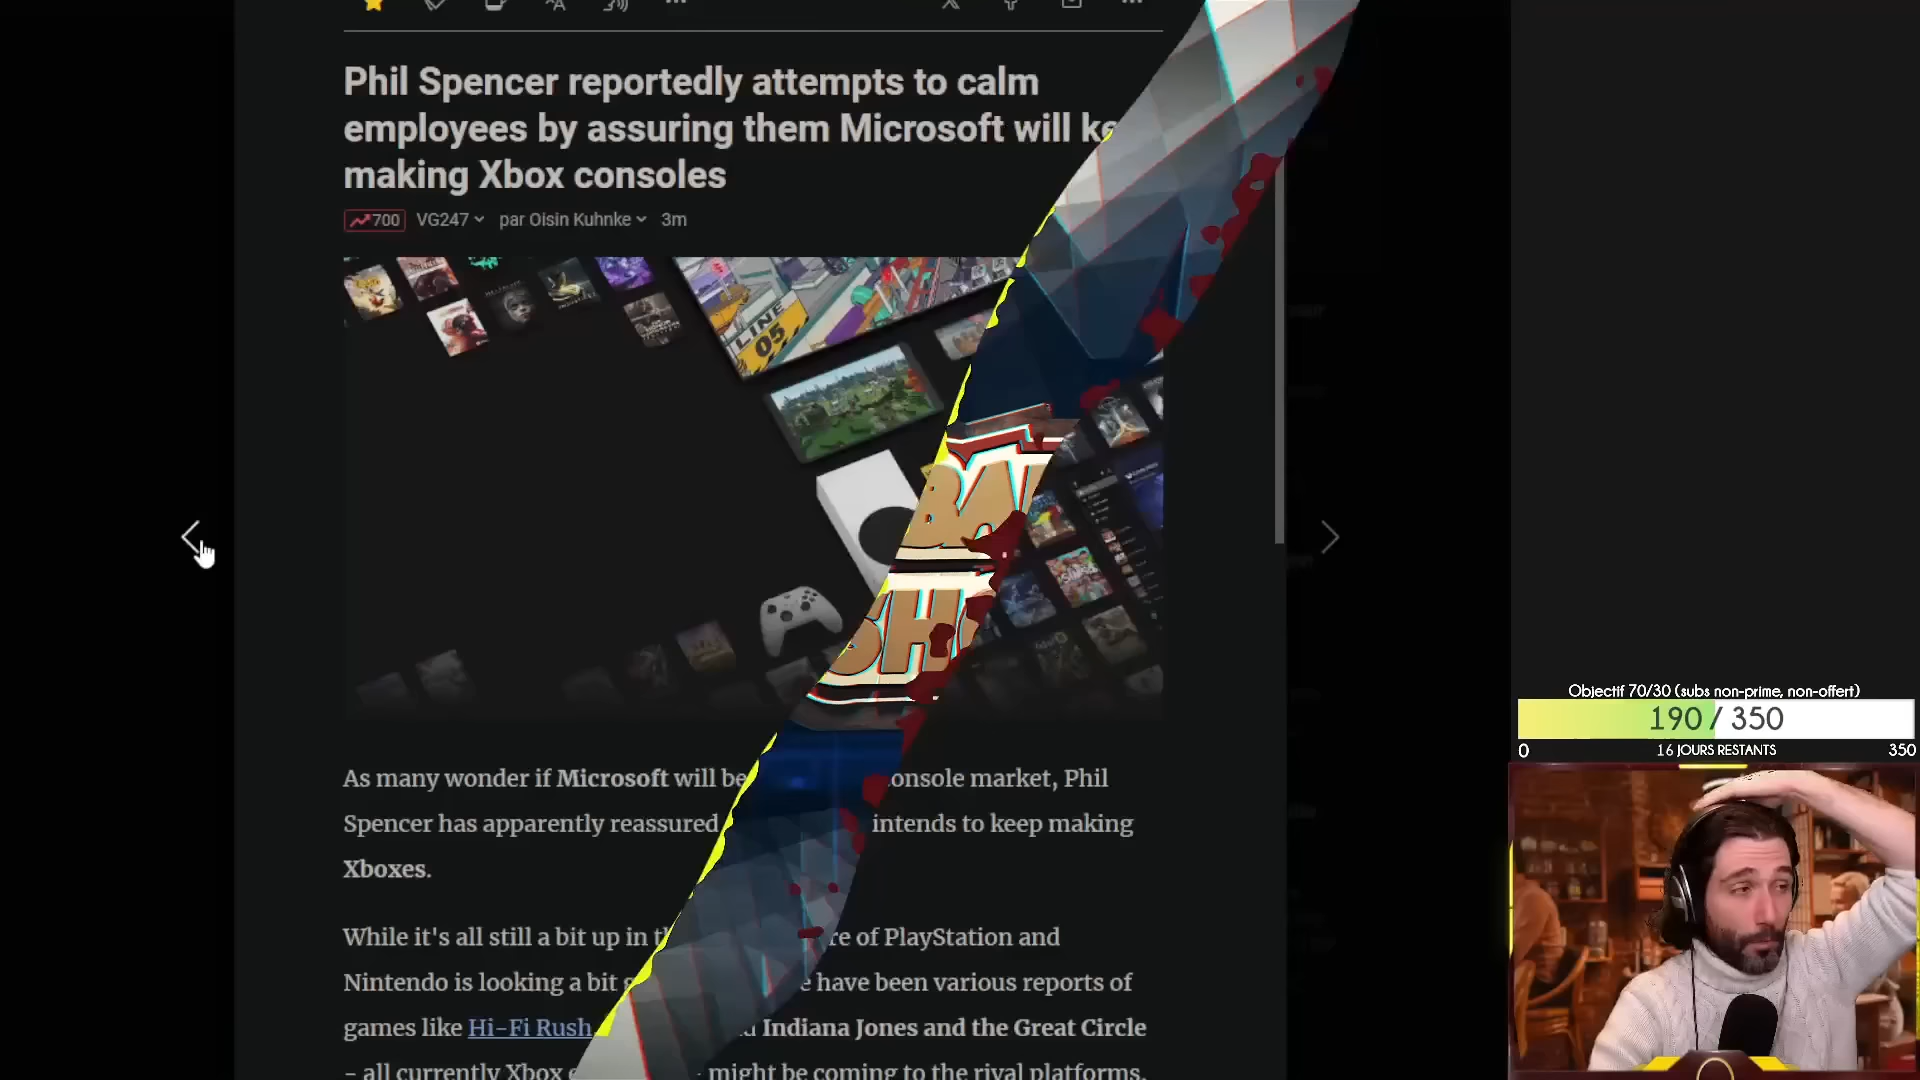 Phil Spencer reportedly attempts to calm
employees by assuring them Microsoft will ke
making Xbox consoles
700 VG247 par Oisin Kuhnke 3m
LINE
05
BA
SH
As many wonder if Microsoft will be onsole market, Phil
Spencer has apparently reassured intends to keep making
Xboxes.
While it's all still a bit up in t re of PlayStation and
Nintendo is looking a bit e have been various reports of
games like Hi-Fi Rush Indiana Jones and the Great Circle
- all currently Xbox might be coming to the rival platforms,
Objectif 70/30 (subs non-prime, non-offert)
190 / 350
0 16 JOURS RESTANTS 350